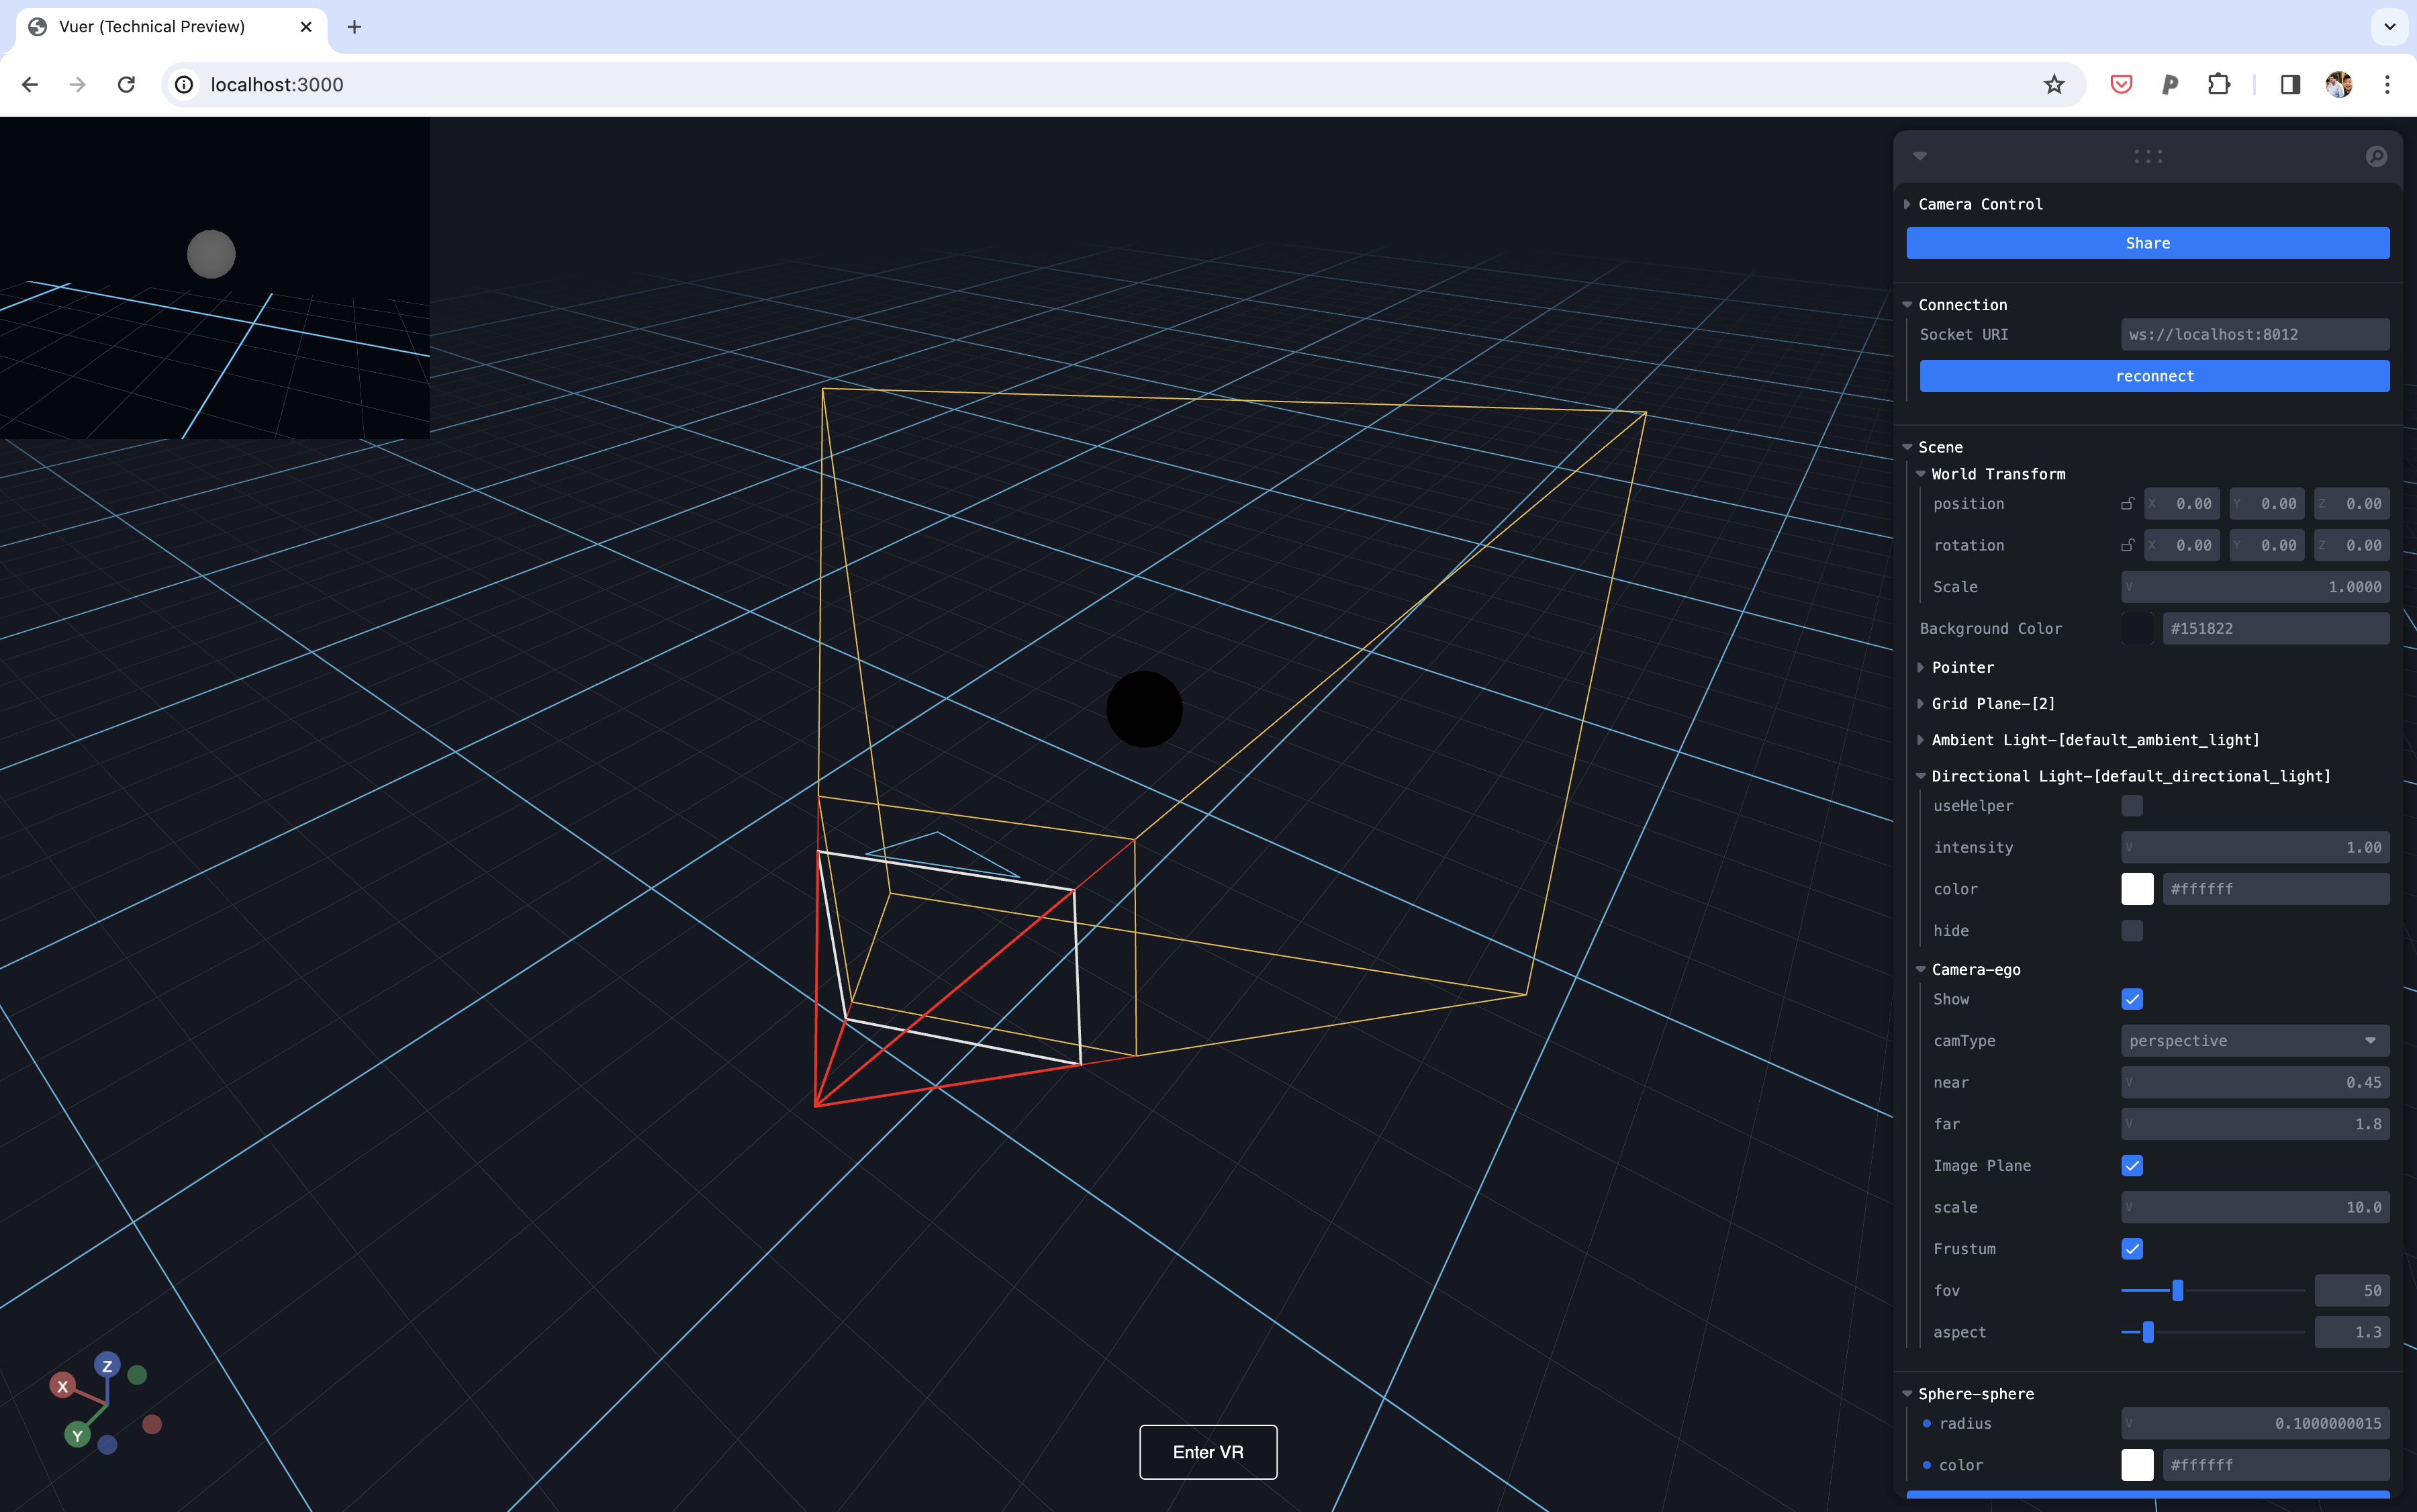 Vuer (Technical Preview)
localhost:3000
Camera Control
Share
Connection
Socket URI ws://localhost:8012
reconnect
Scene
World Transform
position X 0.00 Y 0.00 Z 0.00
rotation X 0.00 Y 0.00 Z 0.00
Scale V 1.0000
Background Color #151822
Pointer
Grid Plane-[2]
Ambient Light-[default_ambient_light]
Directional Light-[default_directional_light]
useHelper
intensity V 1.00
color #ffffff
hide
Camera-ego
Show
camType perspective
near V 0.45
far V 1.8
Image Plane
scale V 10.0
Frustum
fov 50
aspect 1.3
Sphere-sphere
radius V 0.1000000015
color #ffffff
Z
X
Y
Enter VR